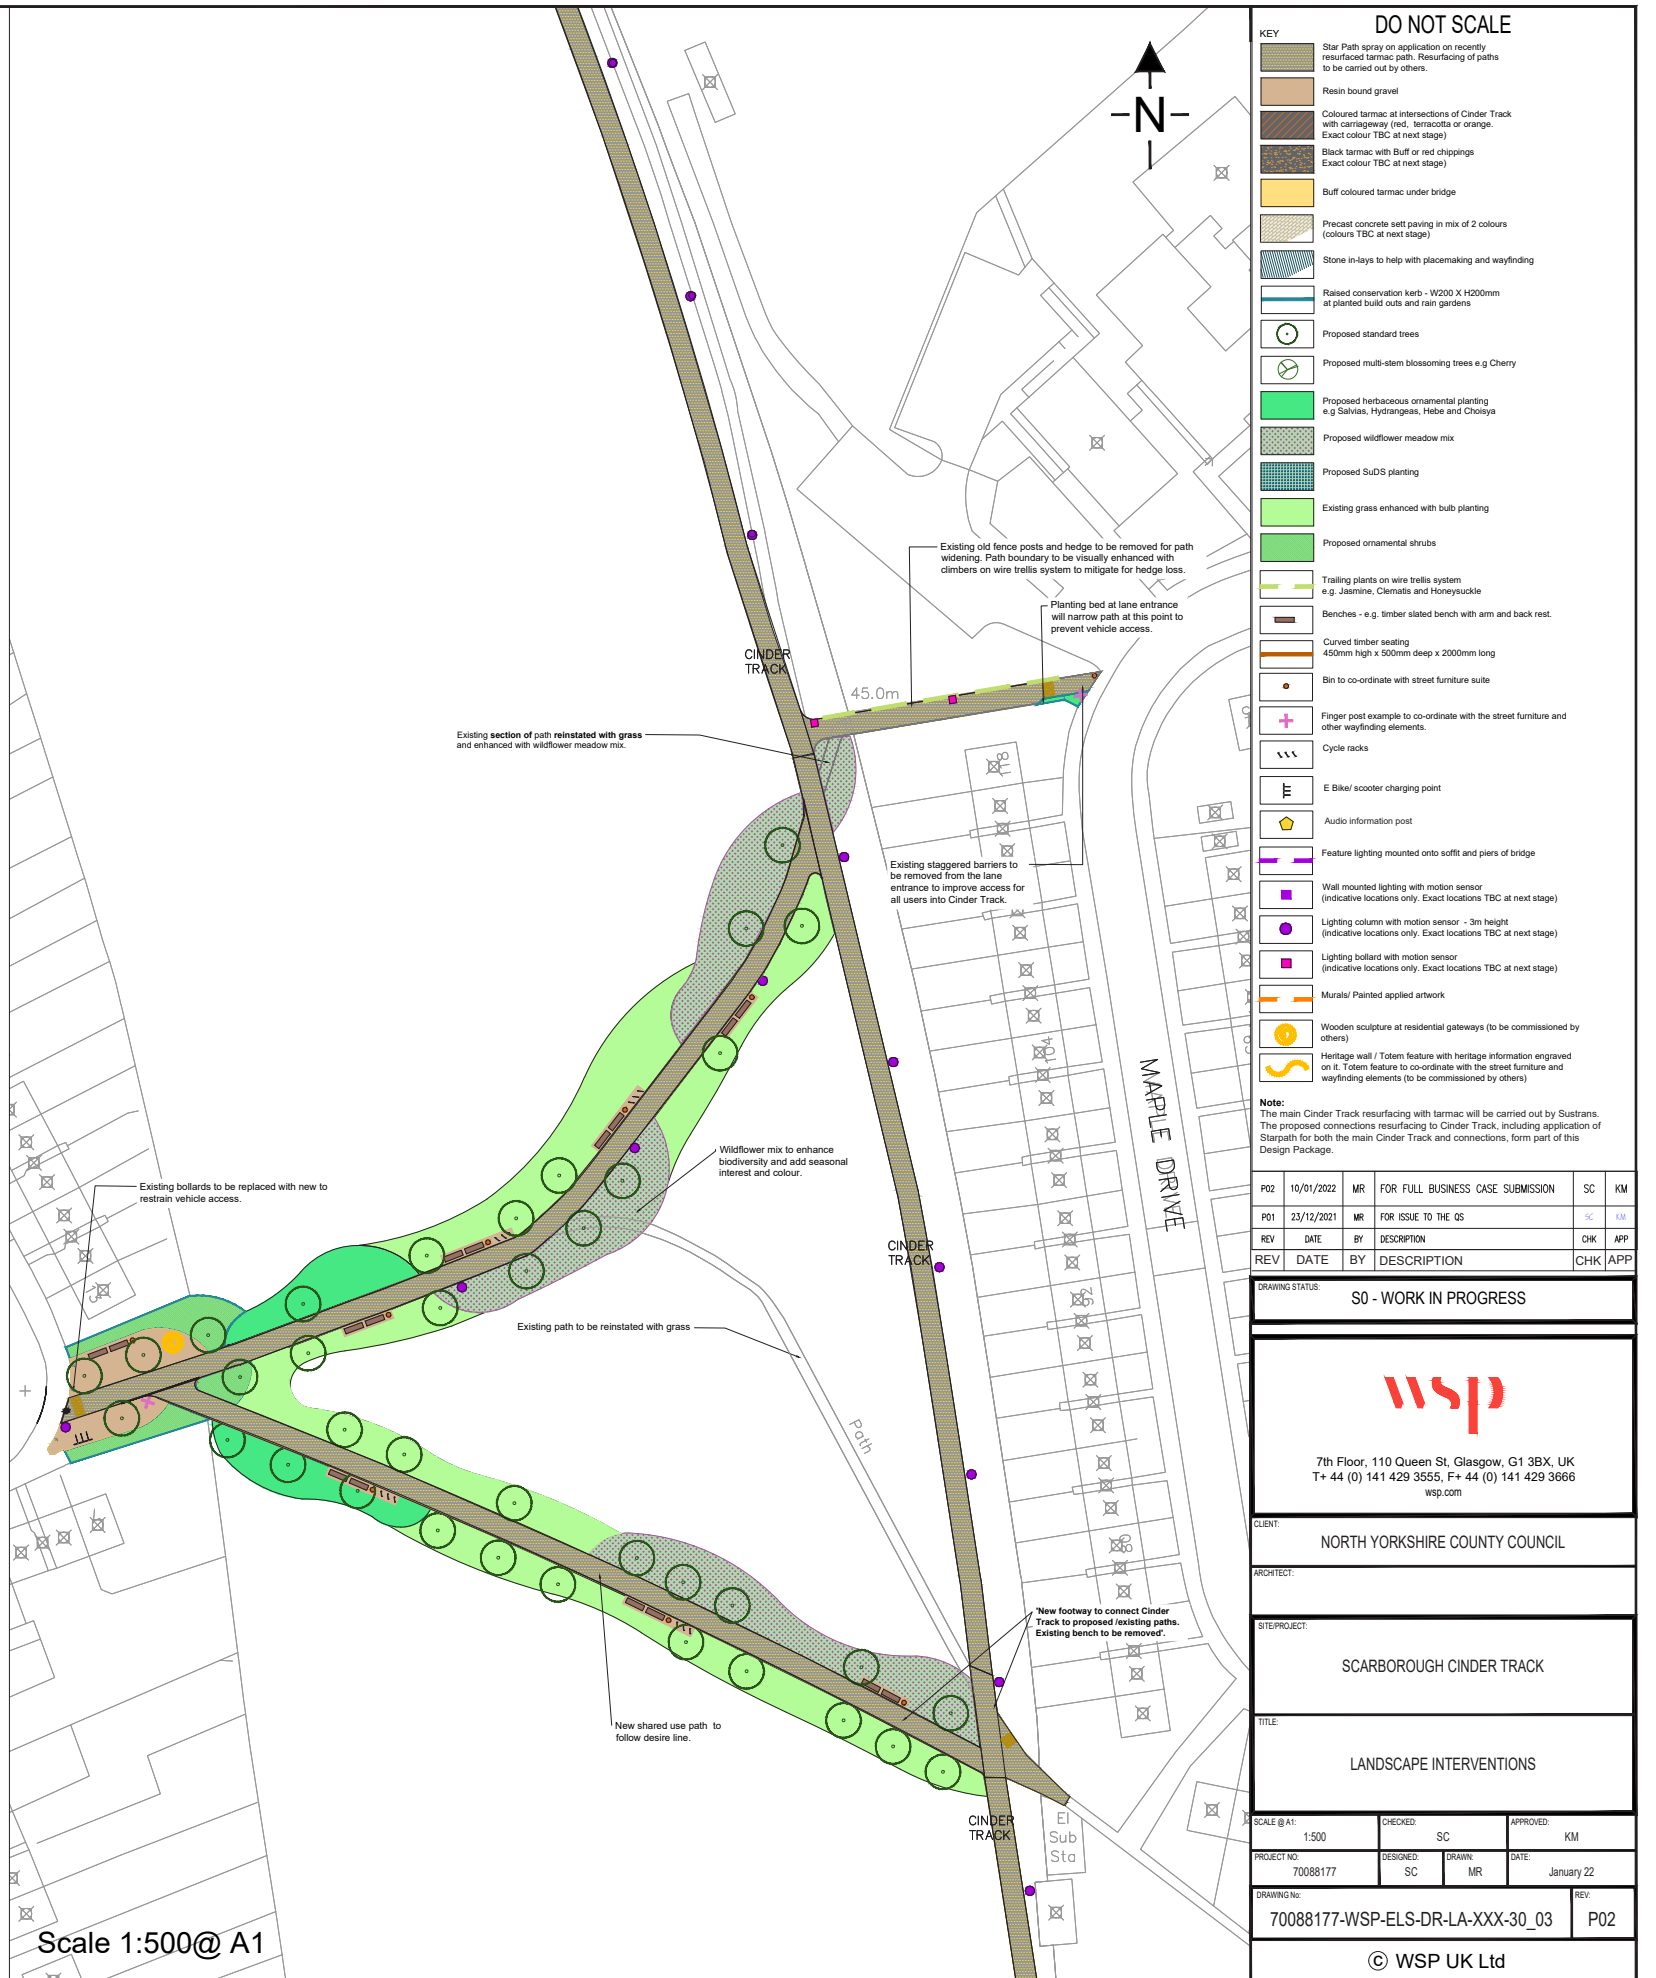 DO NOT SCALE
KEY
Star Path spray on application on recently
resurfaced tarmac path. Resurfacing of paths
to be carried out by others.
Resin bound gravel
Coloured tarmac at intersections of Cinder Track
with carriageway (red,  terracotta or orange.
Exact colour TBC at next stage)
Black tarmac with Buff or red chippings
Exact colour TBC at next stage)
Buff coloured tarmac under bridge
Precast concrete sett paving in mix of 2 colours
(colours TBC at next stage)
Stone in-lays to help with placemaking and wayfinding
Raised conservation kerb - W200 X H200mm
at planted build outs and rain gardens
Proposed standard trees
Proposed multi-stem blossoming trees e.g Cherry
Proposed herbaceous ornamental planting
e.g Salvias, Hydrangeas, Hebe and Choisya
Proposed wildflower meadow mix
Proposed SuDS planting
Existing grass enhanced with bulb planting
Proposed ornamental shrubs
Trailing plants on wire trellis system
e.g. Jasmine, Clematis and Honeysuckle
Benches - e.g. timber slated bench with arm and back rest.
Curved timber seating
450mm high x 500mm deep x 2000mm long
Bin to co-ordinate with street furniture suite
Finger post example to co-ordinate with the street furniture and
other wayfinding elements.
Cycle racks
E Bike/ scooter charging point
Audio information post
Feature lighting mounted onto soffit and piers of bridge
Wall mounted lighting with motion sensor
(indicative locations only. Exact locations TBC at next stage)
Lighting column with motion sensor  - 3m height
(indicative locations only. Exact locations TBC at next stage)
Lighting bollard with motion sensor
(indicative locations only. Exact locations TBC at next stage)
Murals/ Painted applied artwork
Wooden sculpture at residential gateways (to be commissioned by
others)
Heritage wall / Totem feature with heritage information engraved
on it. Totem feature to co-ordinate with the street furniture and
wayfinding elements (to be commissioned by others)
Note:
The main Cinder Track resurfacing with tarmac will be carried out by Sustrans.
The proposed connections resurfacing to Cinder Track, including application of
Starpath for both the main Cinder Track and connections, form part of this
Design Package.
P02 10/01/2022 MR FOR FULL BUSINESS CASE SUBMISSION SC KM
P01 23/12/2021 MR FOR ISSUE TO THE QS SC KM
REV DATE BY DESCRIPTION CHK APP
REV DATE BY DESCRIPTION CHK APP
DRAWING STATUS:
S0 - WORK IN PROGRESS
wsp
7th Floor, 110 Queen St, Glasgow, G1 3BX, UK
T+ 44 (0) 141 429 3555, F+ 44 (0) 141 429 3666
wsp.com
CLIENT:
NORTH YORKSHIRE COUNTY COUNCIL
ARCHITECT:
SITE/PROJECT:
SCARBOROUGH CINDER TRACK
TITLE:
LANDSCAPE INTERVENTIONS
SCALE @ A1: CHECKED: APPROVED:
1:500 SC KM
PROJECT NO: DESIGNED: DRAWN: DATE:
70088177 SC MR January 22
DRAWING No: REV:
70088177-WSP-ELS-DR-LA-XXX-30_03 P02
© WSP UK Ltd
N
Existing old fence posts and hedge to be removed for path
widening. Path boundary to be visually enhanced with
climbers on wire trellis system to mitigate for hedge loss.
Planting bed at lane entrance
will narrow path at this point to
prevent vehicle access.
CINDER
TRACK
45.0m
Existing section of path reinstated with grass
and enhanced with wildflower meadow mix.
118
Existing staggered barriers to
be removed from the lane
entrance to improve access for
all users into Cinder Track.
104
MAPLE DRIVE
Wildflower mix to enhance
biodiversity and add seasonal
interest and colour.
Existing bollards to be replaced with new to
restrain vehicle access.
CINDER
TRACK
92
Existing path to be reinstated with grass
Path
80
'New footway to connect Cinder
Track to proposed /existing paths.
Existing bench to be removed'.
New shared use path  to
follow desire line.
CINDER
TRACK
El
Sub
Sta
Scale 1:500@ A1